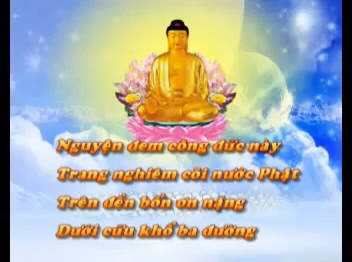 Nguyện đem công đức này
Trang nghiêm cõi nước Phật
Trên đền bốn ơn nặng
Dưới cứu khổ ba đường